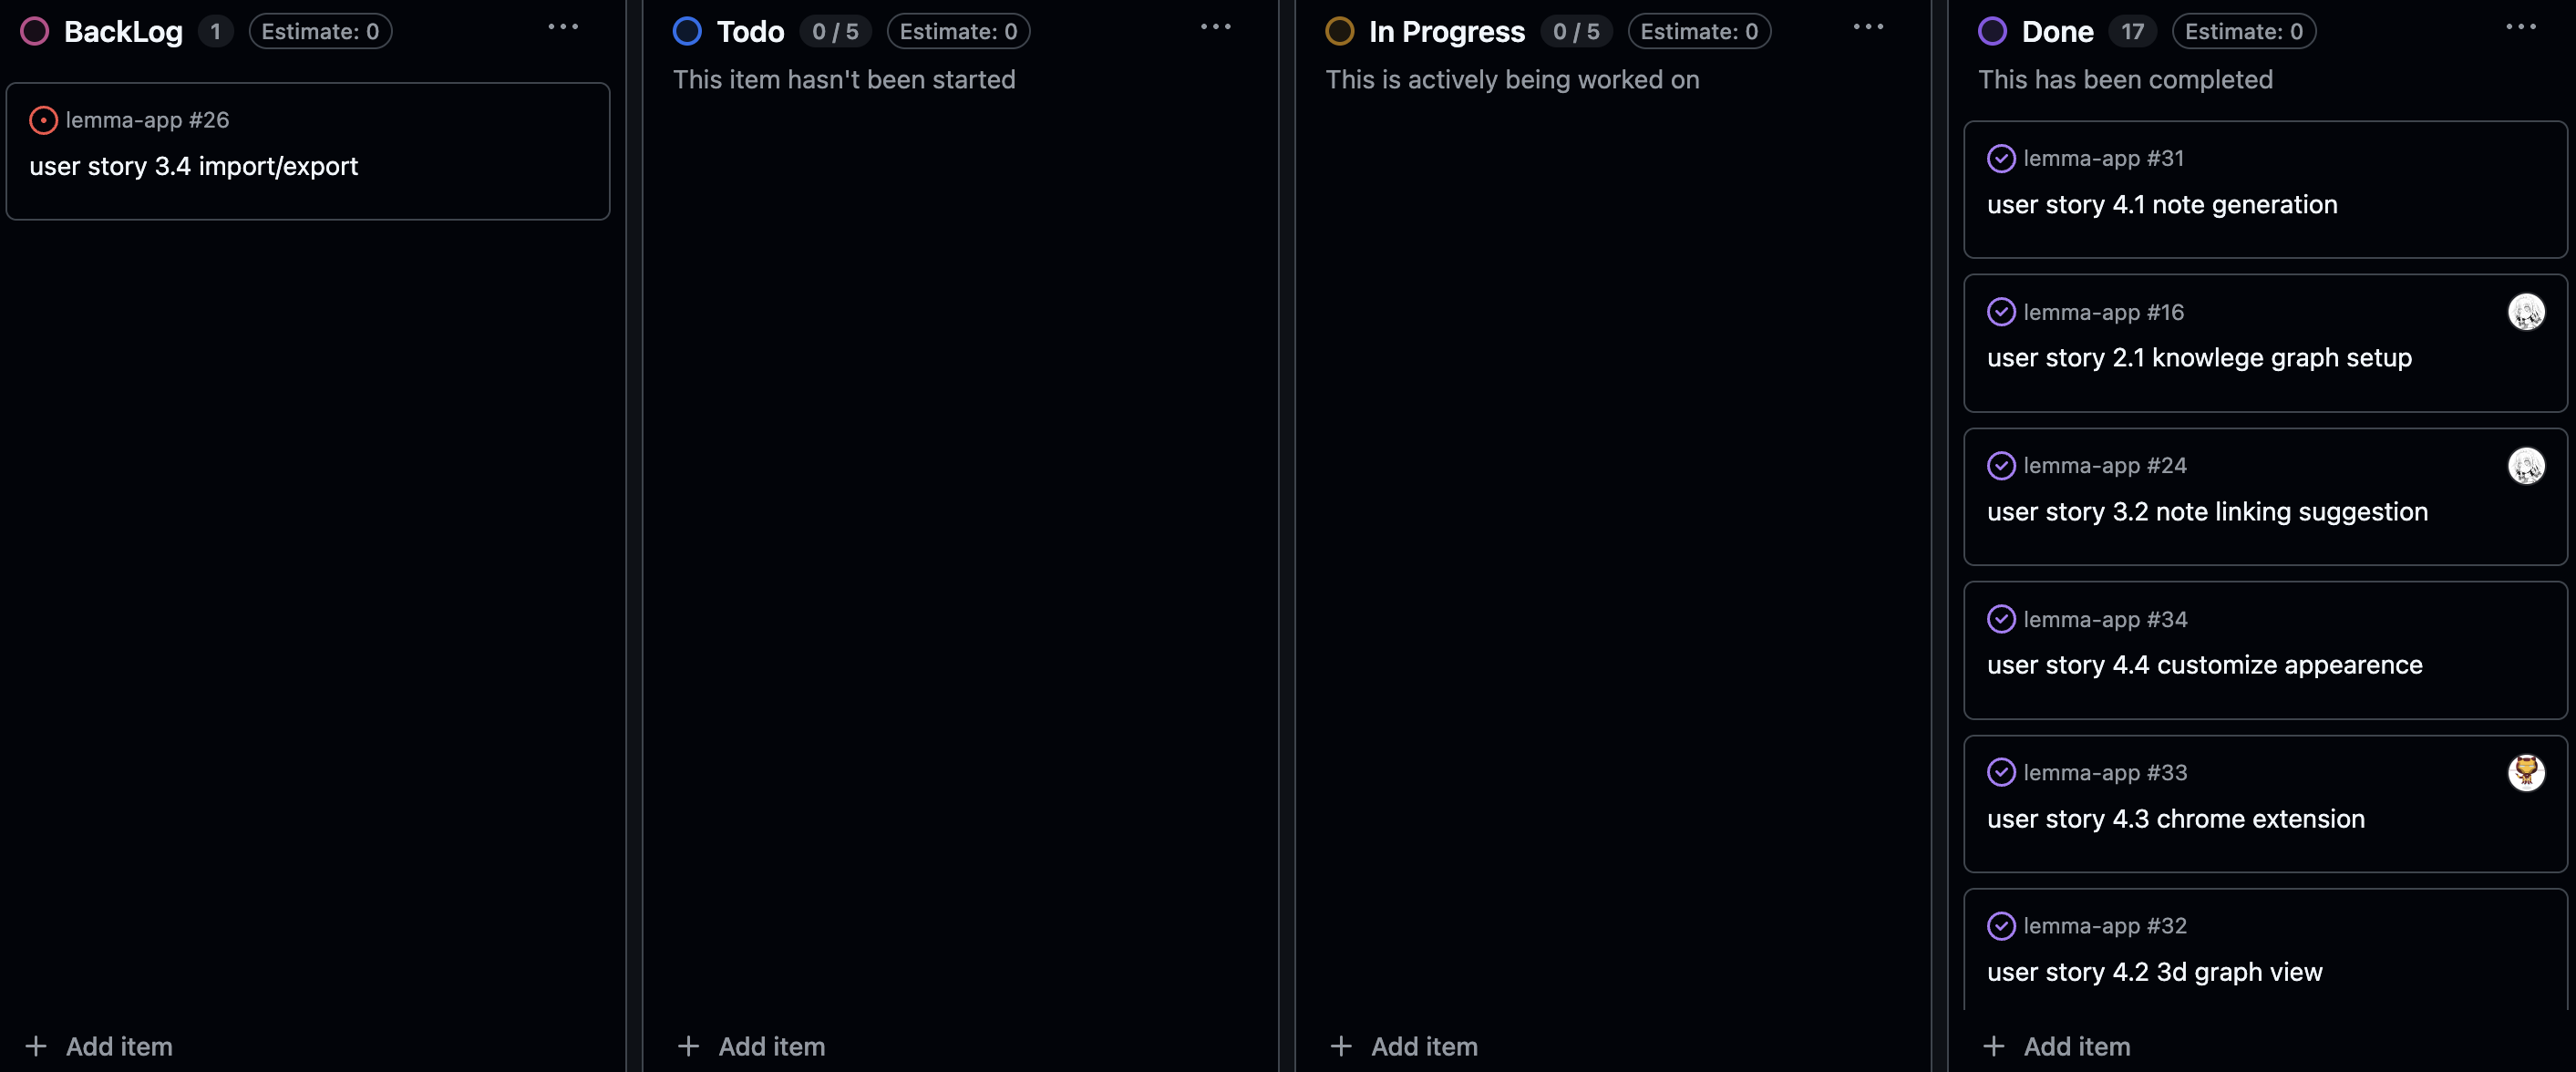 BackLog 1 Estimate: 0
lemma-app #26
user story 3.4 import/export
Add item
Todo 0 / 5 Estimate: 0
This item hasn't been started
Add item
In Progress 0 / 5 Estimate: 0
This is actively being worked on
Add item
Done 17 Estimate: 0
This has been completed
lemma-app #31
user story 4.1 note generation
lemma-app #16
user story 2.1 knowlege graph setup
lemma-app #24
user story 3.2 note linking suggestion
lemma-app #34
user story 4.4 customize appearence
lemma-app #33
user story 4.3 chrome extension
lemma-app #32
user story 4.2 3d graph view
Add item